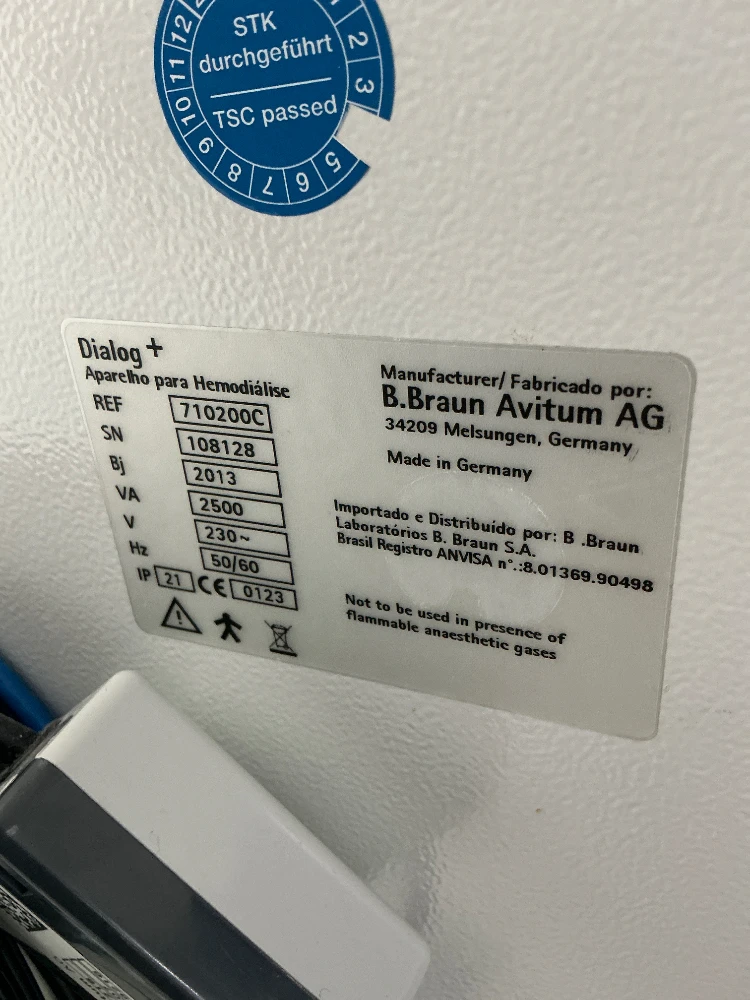 STK
durchgeführt
TSC passed
1 2 3 5 6 7 8 9 10 11 12
Dialog+
Aparelho para Hemodiálise
REF 710200C
SN 108128
Bj 2013
VA 2500
V 230~
Hz 50/60
IP 21 CE 0123
Manufacturer/ Fabricado por:
B.Braun Avitum AG
34209 Melsungen, Germany
Made in Germany
Importado e Distribuído por: B .Braun
Laboratórios B. Braun S.A.
Brasil Registro ANVISA n°.:8.01369.90498
Not to be used in presence of
flammable anaesthetic gases